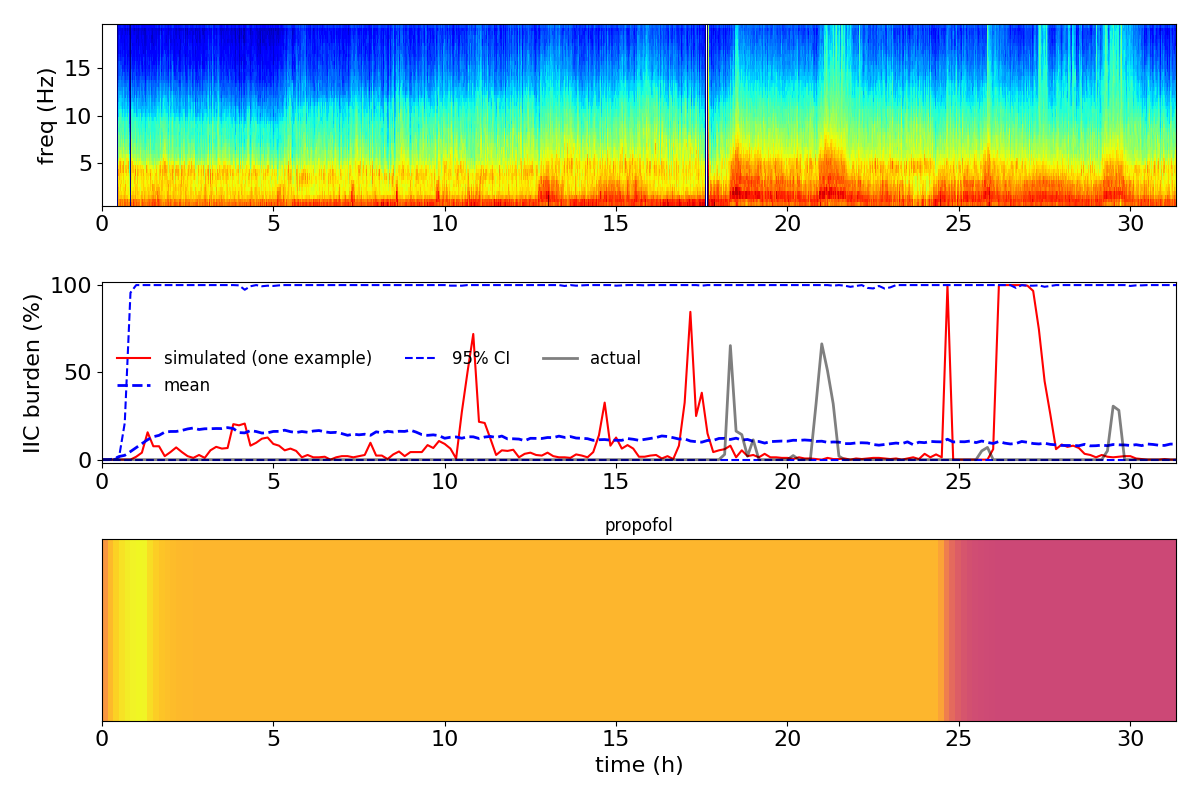 freq (Hz)
15
10
5
0 5 10 15 20 25 30
IIC burden (%)
100
50
0
simulated (one example) 95% CI actual
mean
0 5 10 15 20 25 30
propofol
0 5 10 15 20 25 30
time (h)